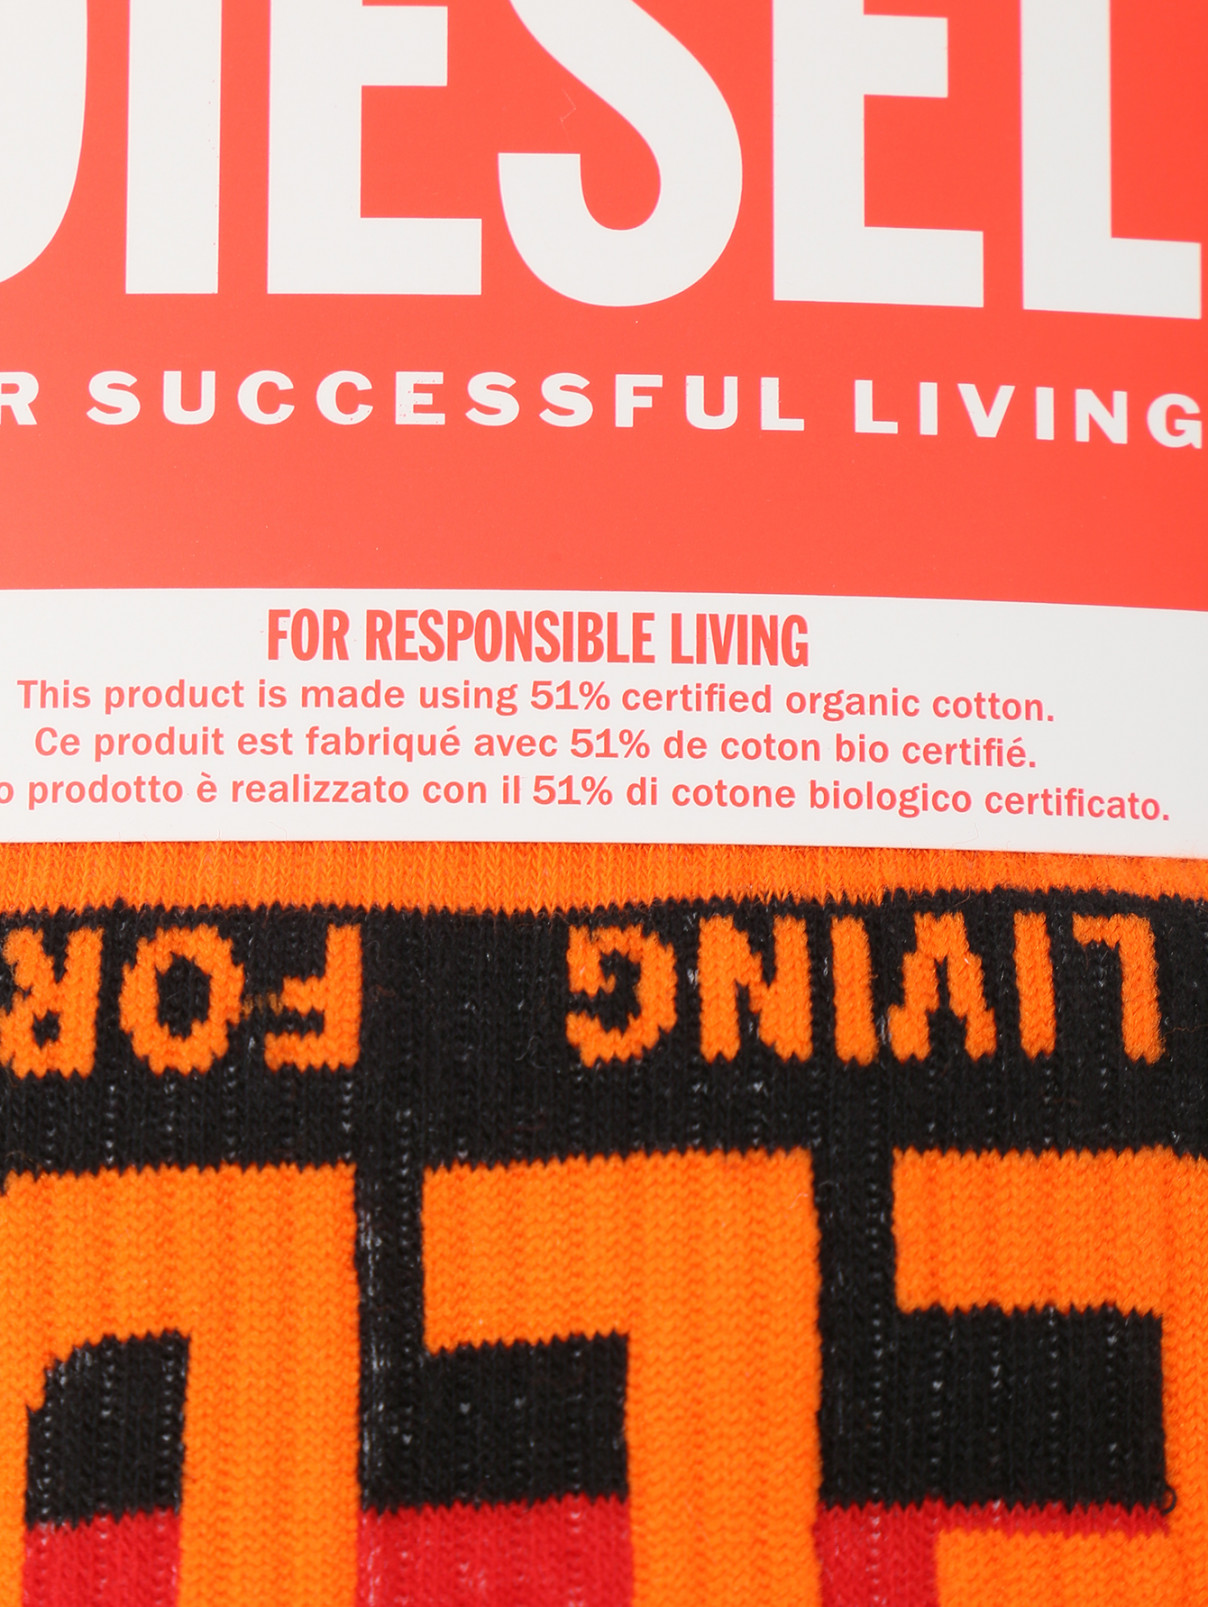 DIESEL
R SUCCESSFUL LIVING
FOR RESPONSIBLE LIVING
This product is made using 51% certified organic cotton.
Ce produit est fabriqué avec 51% de coton bio certifié.
o prodotto è realizzato con il 51% di cotone biologico certificato.
LIVING FOR